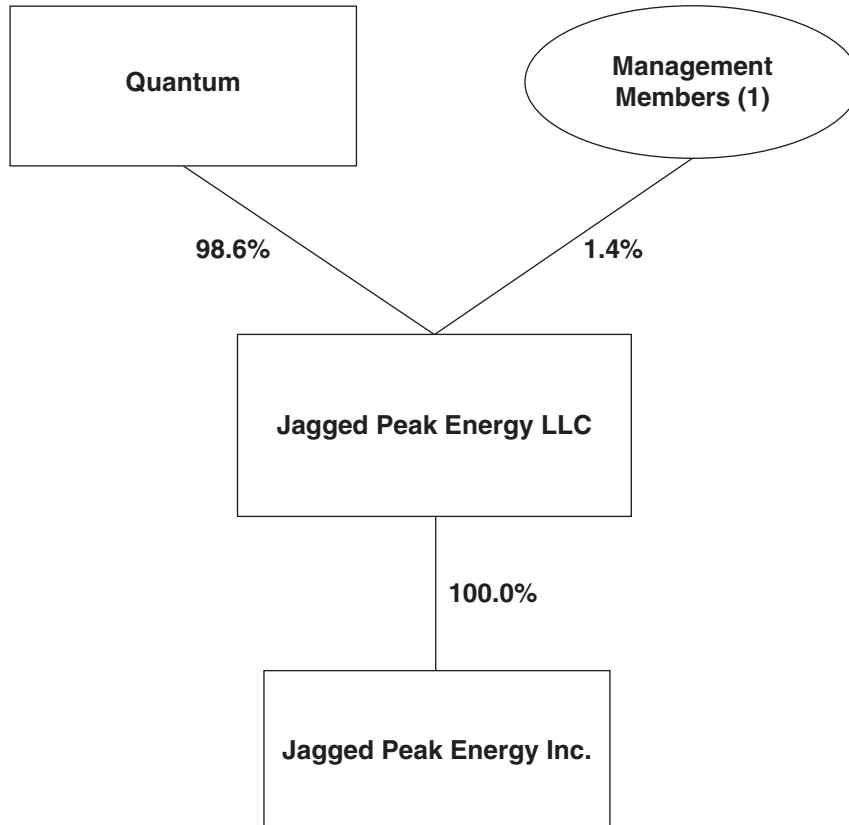 Quantum
Management
Members (1)
98.6%
1.4%
Jagged Peak Energy LLC
100.0%
Jagged Peak Energy Inc.